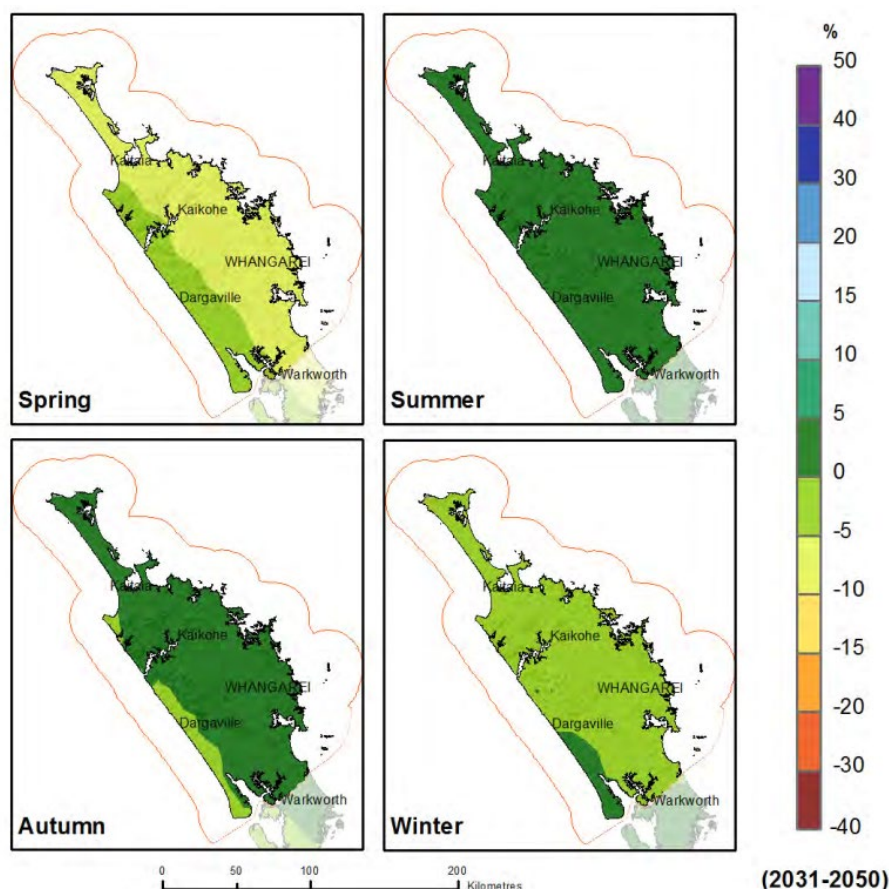 Kaitaia
Kaikohe
WHANGAREI
Dargaville
Warkworth
Spring
Kaitaia
Kaikohe
WHANGAREI
Dargaville
Warkworth
Summer
Kaitaia
Kaikohe
WHANGAREI
Dargaville
Warkworth
Autumn
Kaitaia
Kaikohe
WHANGAREI
Dargaville
Warkworth
Winter
%
50
40
30
20
15
10
5
0
-5
-10
-15
-20
-30
-40
(2031-2050)
0 50 100 200
Kilometres